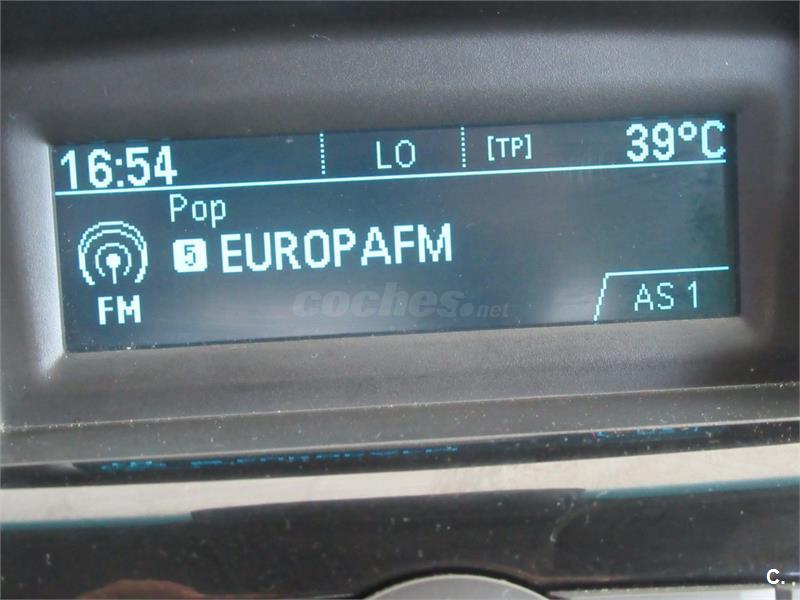 16:54 LO [TP] 39°C
Pop
5 EUROPAFM
FM
AS 1
coches.net
C.